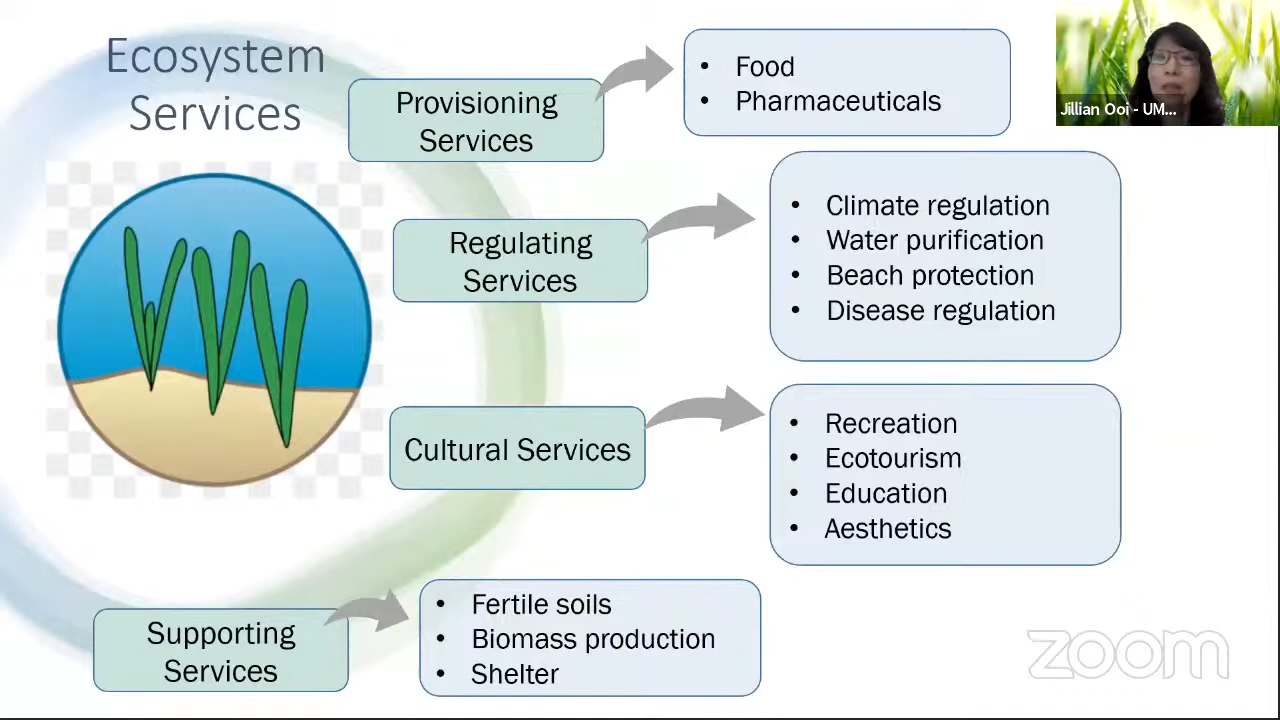 Ecosystem
Services
Provisioning
Services
• Food
• Pharmaceuticals
Jillian Ooi - UM...
Regulating
Services
• Climate regulation
• Water purification
• Beach protection
• Disease regulation
Cultural Services
• Recreation
• Ecotourism
• Education
• Aesthetics
Supporting
Services
• Fertile soils
• Biomass production
• Shelter
zoom